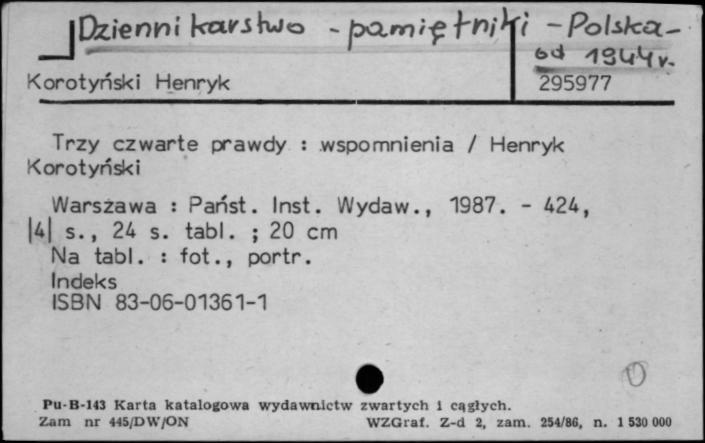 Dziennikarstwo - pamiętniki - Polska -
od 1944 r.
Korotyński Henryk
295977
Trzy czwarte prawdy : wspomnienia / Henryk
Korotyński
Warszawa : Państ. Inst. Wydaw., 1987. - 424,
|4| s., 24 s. tabl. ; 20 cm
Na tabl. : fot., portr.
Indeks
ISBN 83-06-01361-1
Pu-B-143 Karta katalogowa wydawnictw zwartych i ciągłych.
Zam nr 445/DW/ON WZGraf. Z-d 2, zam. 254/86, n. 1 530 000